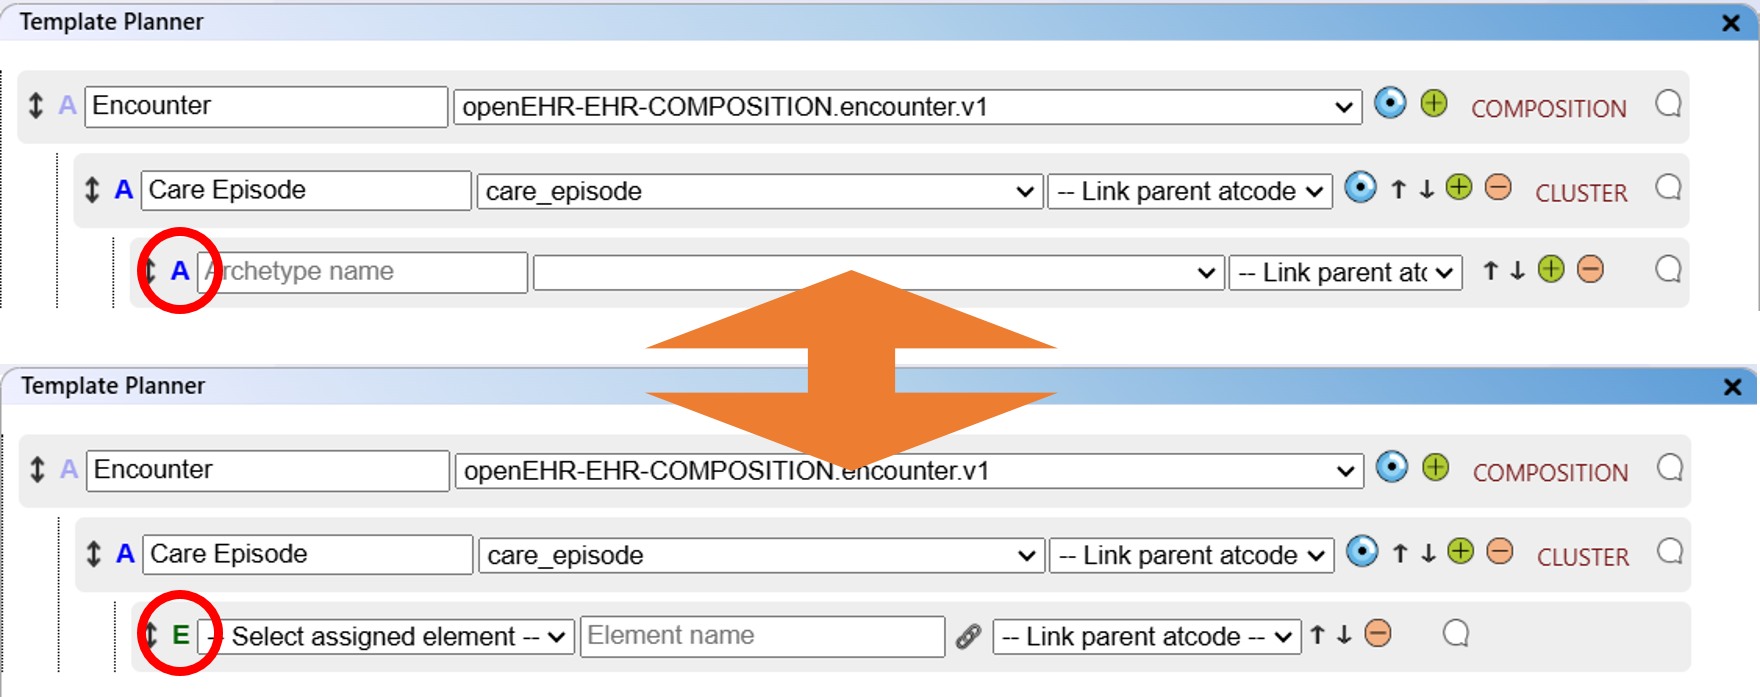 Template Planner
A Encounter openEHR-EHR-COMPOSITION.encounter.v1 COMPOSITION
A Care Episode care_episode -- Link parent atcode CLUSTER
A Archetype name -- Link parent atc
Template Planner
A Encounter openEHR-EHR-COMPOSITION.encounter.v1 COMPOSITION
A Care Episode care_episode -- Link parent atcode CLUSTER
E -- Select assigned element -- Element name -- Link parent atcode --